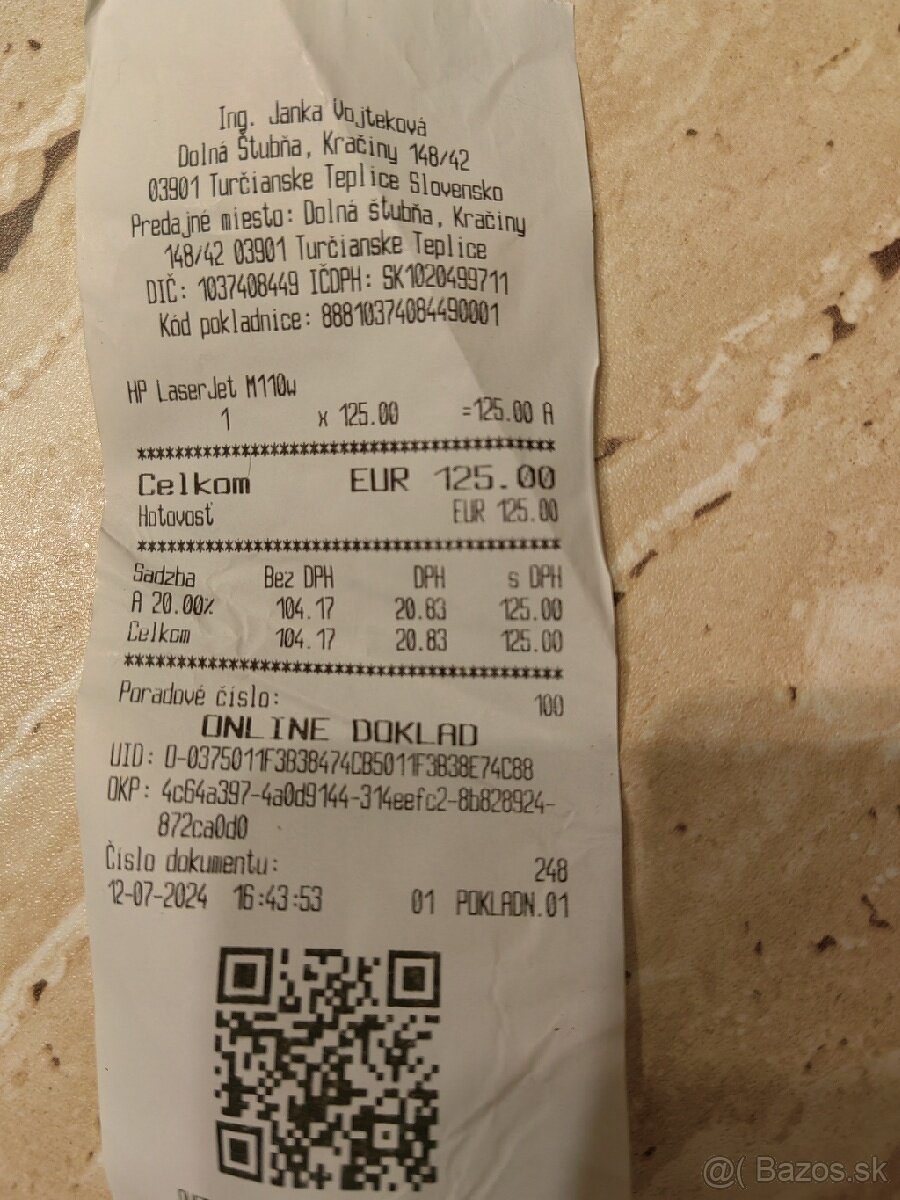 Ing. Janka Vojteková
Dolná Štubňa, Kračiny 148/42
03901 Turčianske Teplice Slovensko
Predajné miesto: Dolná štubňa, Kračiny
148/42 03901 Turčianske Teplice
DIČ: 1037408449 IČDPH: SK1020499711
Kód pokladnice: 88810374084490001
HP LaserJet M110w
1 x 125.00 =125.00 A
*******************************************
Celkom EUR 125.00
Hotovosť EUR 125.00
*******************************************
Sadzba Bez DPH DPH s DPH
A 20.00% 104.17 20.83 125.00
Celkom 104.17 20.83 125.00
*******************************************
Poradové číslo: 100
ONLINE DOKLAD
UID: O-0375011F3B38474CB5011F3B38E74C88
OKP: 4c64a397-4a0d9144-314eefc2-8b828924-
872ca0d0
Číslo dokumentu: 248
12-07-2024 16:43:53 01 POKLADN.01
@( Bazos.sk